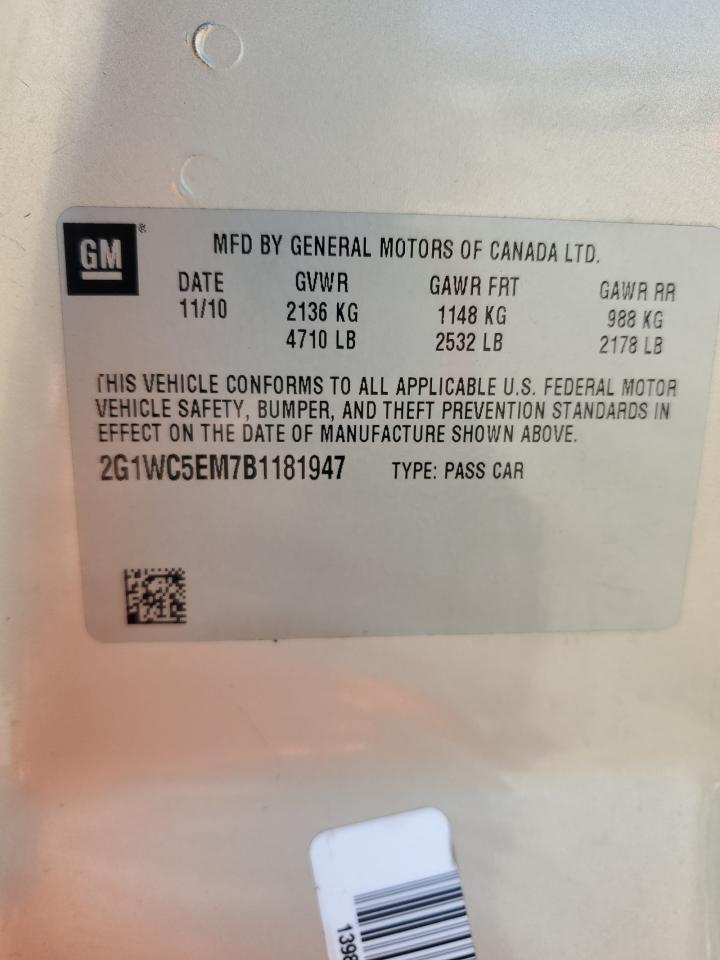 GM ®
MFD BY GENERAL MOTORS OF CANADA LTD.
DATE GVWR GAWR FRT GAWR RR
11/10 2136 KG 1148 KG 988 KG
4710 LB 2532 LB 2178 LB
THIS VEHICLE CONFORMS TO ALL APPLICABLE U.S. FEDERAL MOTOR
VEHICLE SAFETY, BUMPER, AND THEFT PREVENTION STANDARDS IN
EFFECT ON THE DATE OF MANUFACTURE SHOWN ABOVE.
2G1WC5EM7B1181947 TYPE: PASS CAR